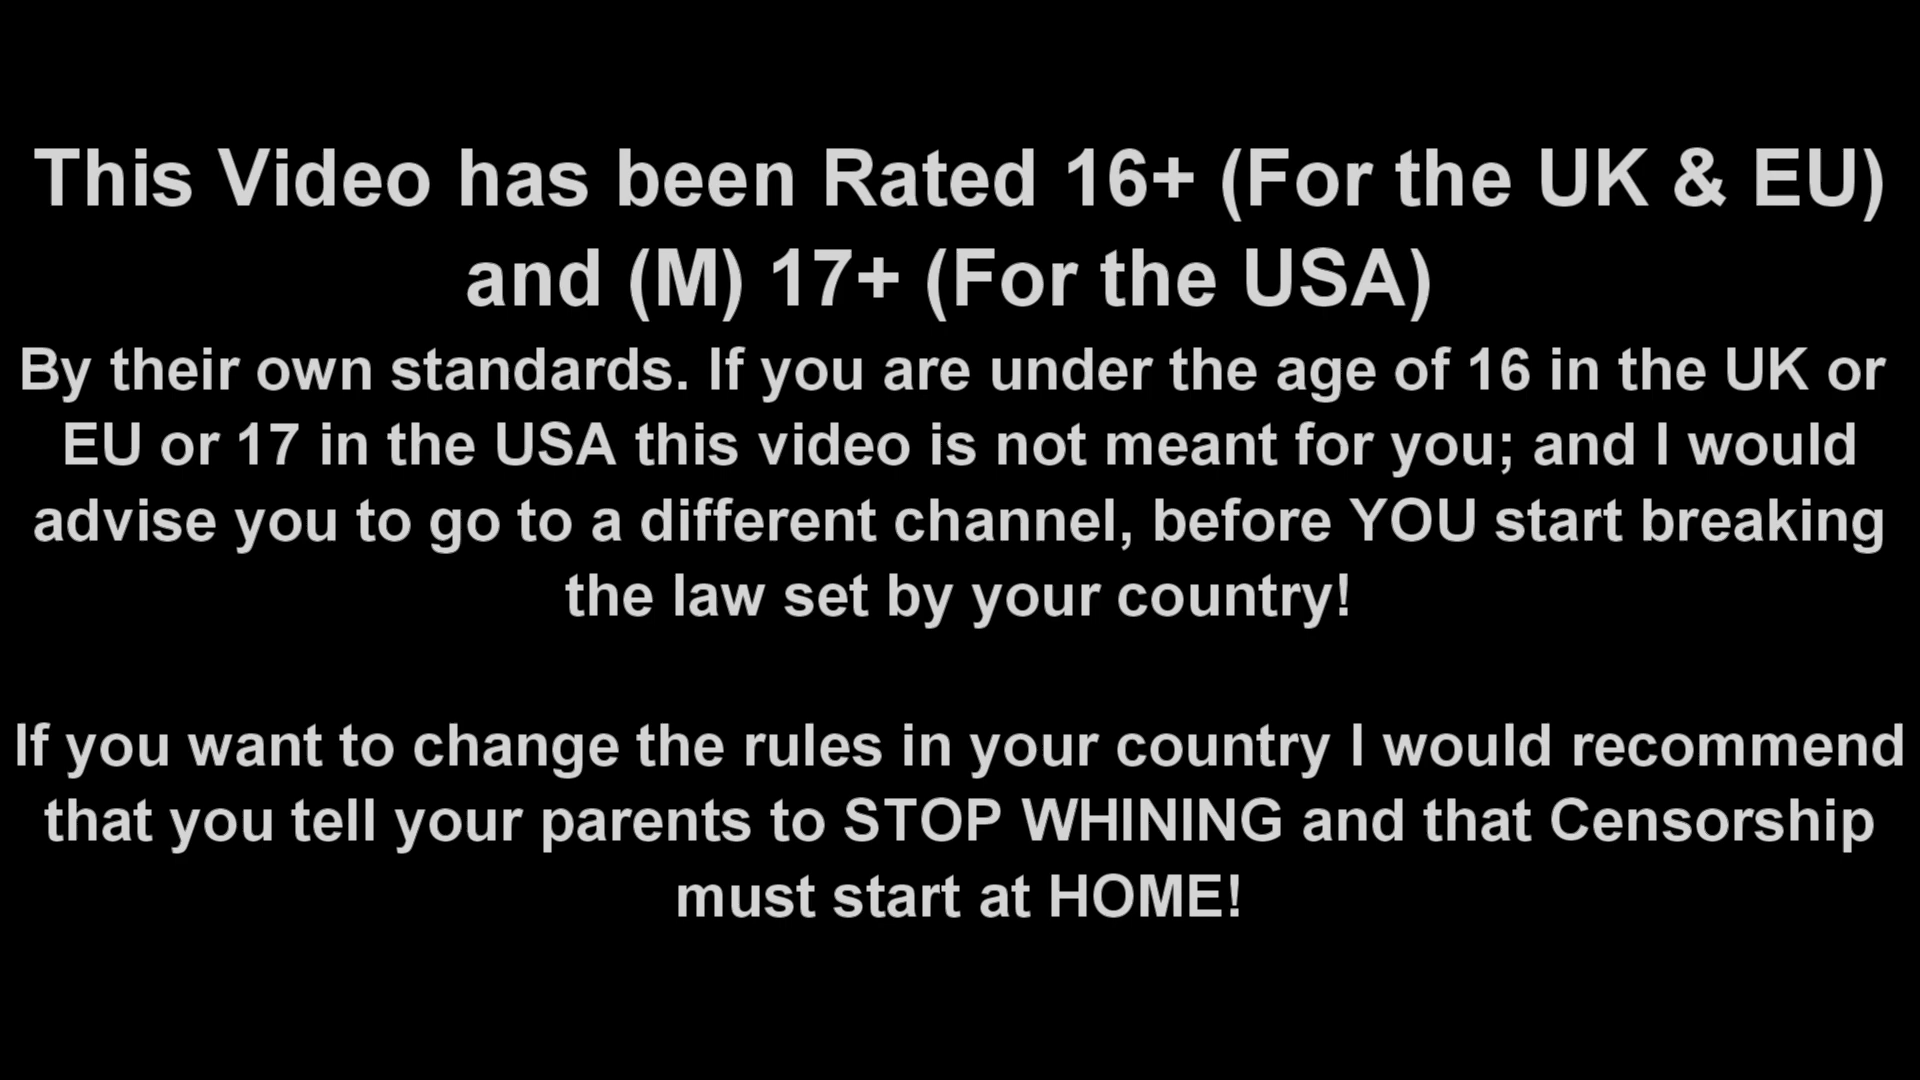 This Video has been Rated 16+ (For the UK & EU)
and (M) 17+ (For the USA)
By their own standards. If you are under the age of 16 in the UK or
EU or 17 in the USA this video is not meant for you; and I would
advise you to go to a different channel, before YOU start breaking
the law set by your country!
If you want to change the rules in your country I would recommend
that you tell your parents to STOP WHINING and that Censorship
must start at HOME!